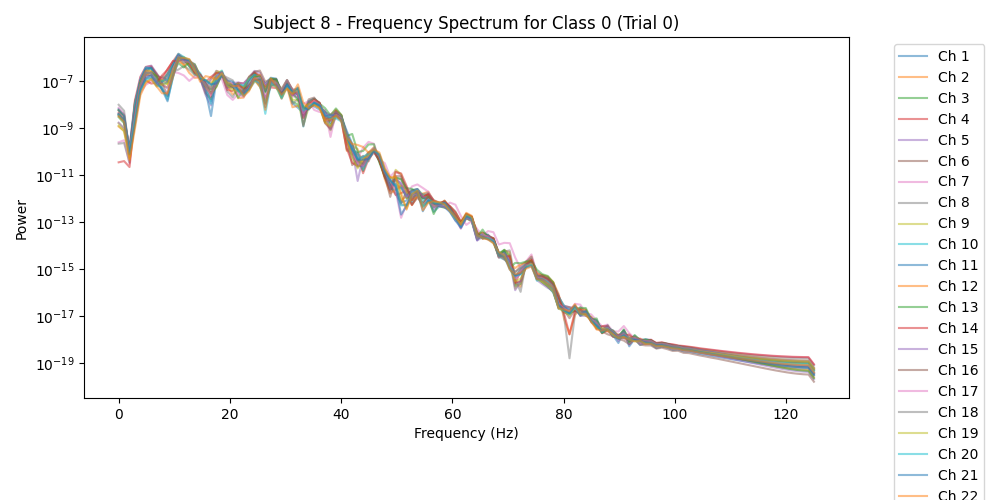 Subject 8 - Frequency Spectrum for Class 0 (Trial 0)
Power
10⁻⁷
10⁻⁹
10⁻¹¹
10⁻¹³
10⁻¹⁵
10⁻¹⁷
10⁻¹⁹
0 20 40 60 80 100 120
Frequency (Hz)
Ch 1
Ch 2
Ch 3
Ch 4
Ch 5
Ch 6
Ch 7
Ch 8
Ch 9
Ch 10
Ch 11
Ch 12
Ch 13
Ch 14
Ch 15
Ch 16
Ch 17
Ch 18
Ch 19
Ch 20
Ch 21
Ch 22